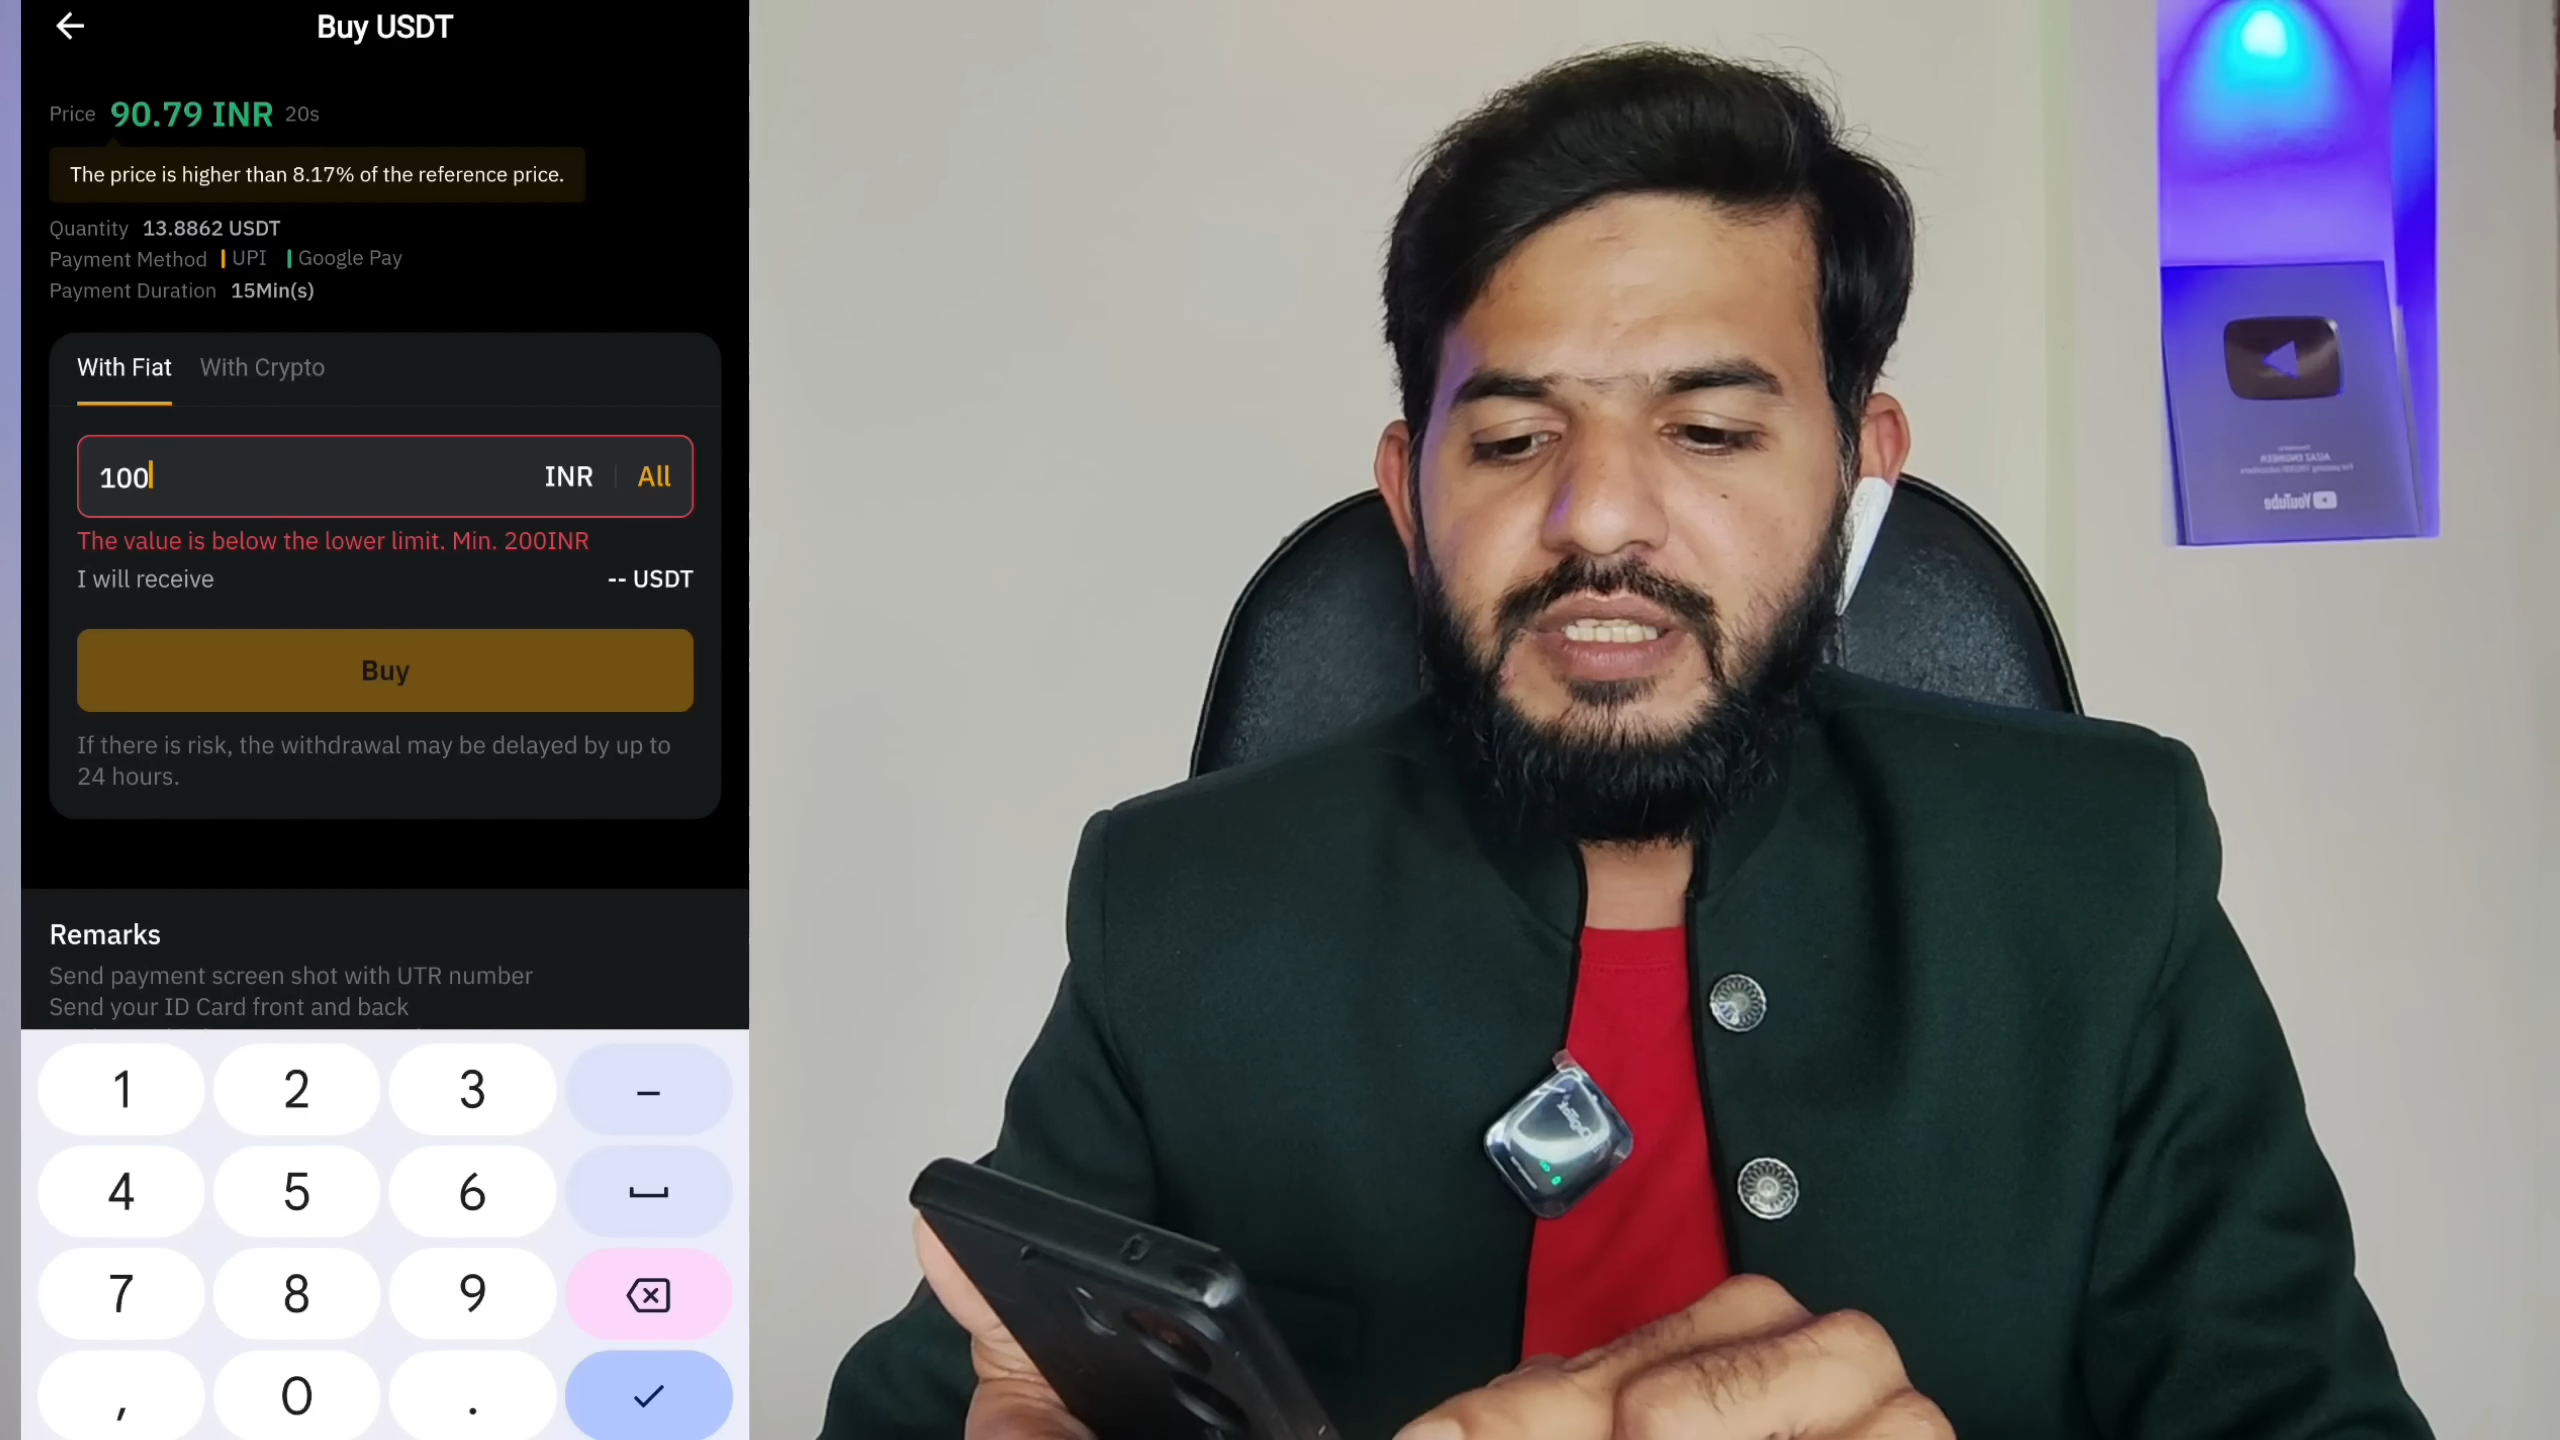 Buy USDT
Price 90.79 INR 20s
The price is higher than 8.17% of the reference price.
Quantity 13.8862 USDT
Payment Method UPI Google Pay
Payment Duration 15Min(s)
With Fiat With Crypto
100 INR All
The value is below the lower limit. Min. 200INR
I will receive -- USDT
Buy
If there is risk, the withdrawal may be delayed by up to
24 hours.
Remarks
Send payment screen shot with UTR number
Send your ID Card front and back
1 2 3 –
4 5 6
7 8 9
, 0 .
AIJAZ ENGINEER
YouTube